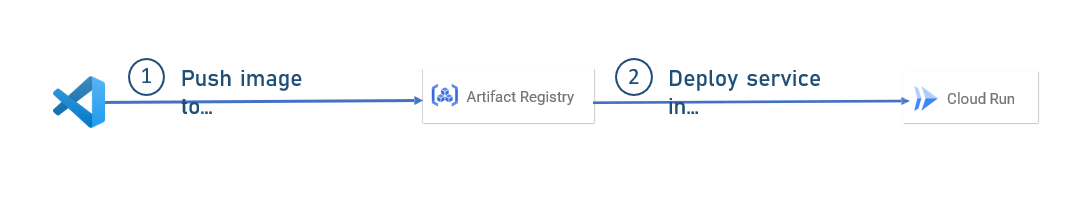 1
Push image
to...
Artifact Registry
2
Deploy service
in...
Cloud Run